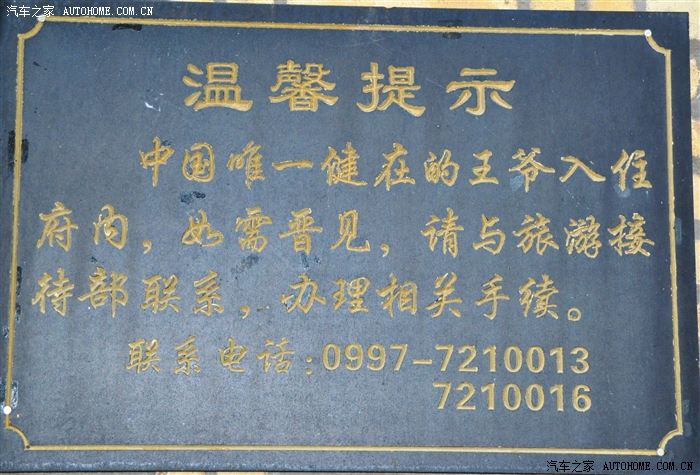 汽车之家 AUTOHOME.COM.CN
温馨提示
中国唯一健在的王爷入住
府内，如需晋见，请与旅游接
待部联系，办理相关手续。
联系电话：0997-7210013
7210016
汽车之家 AUTOHOME.COM.CN